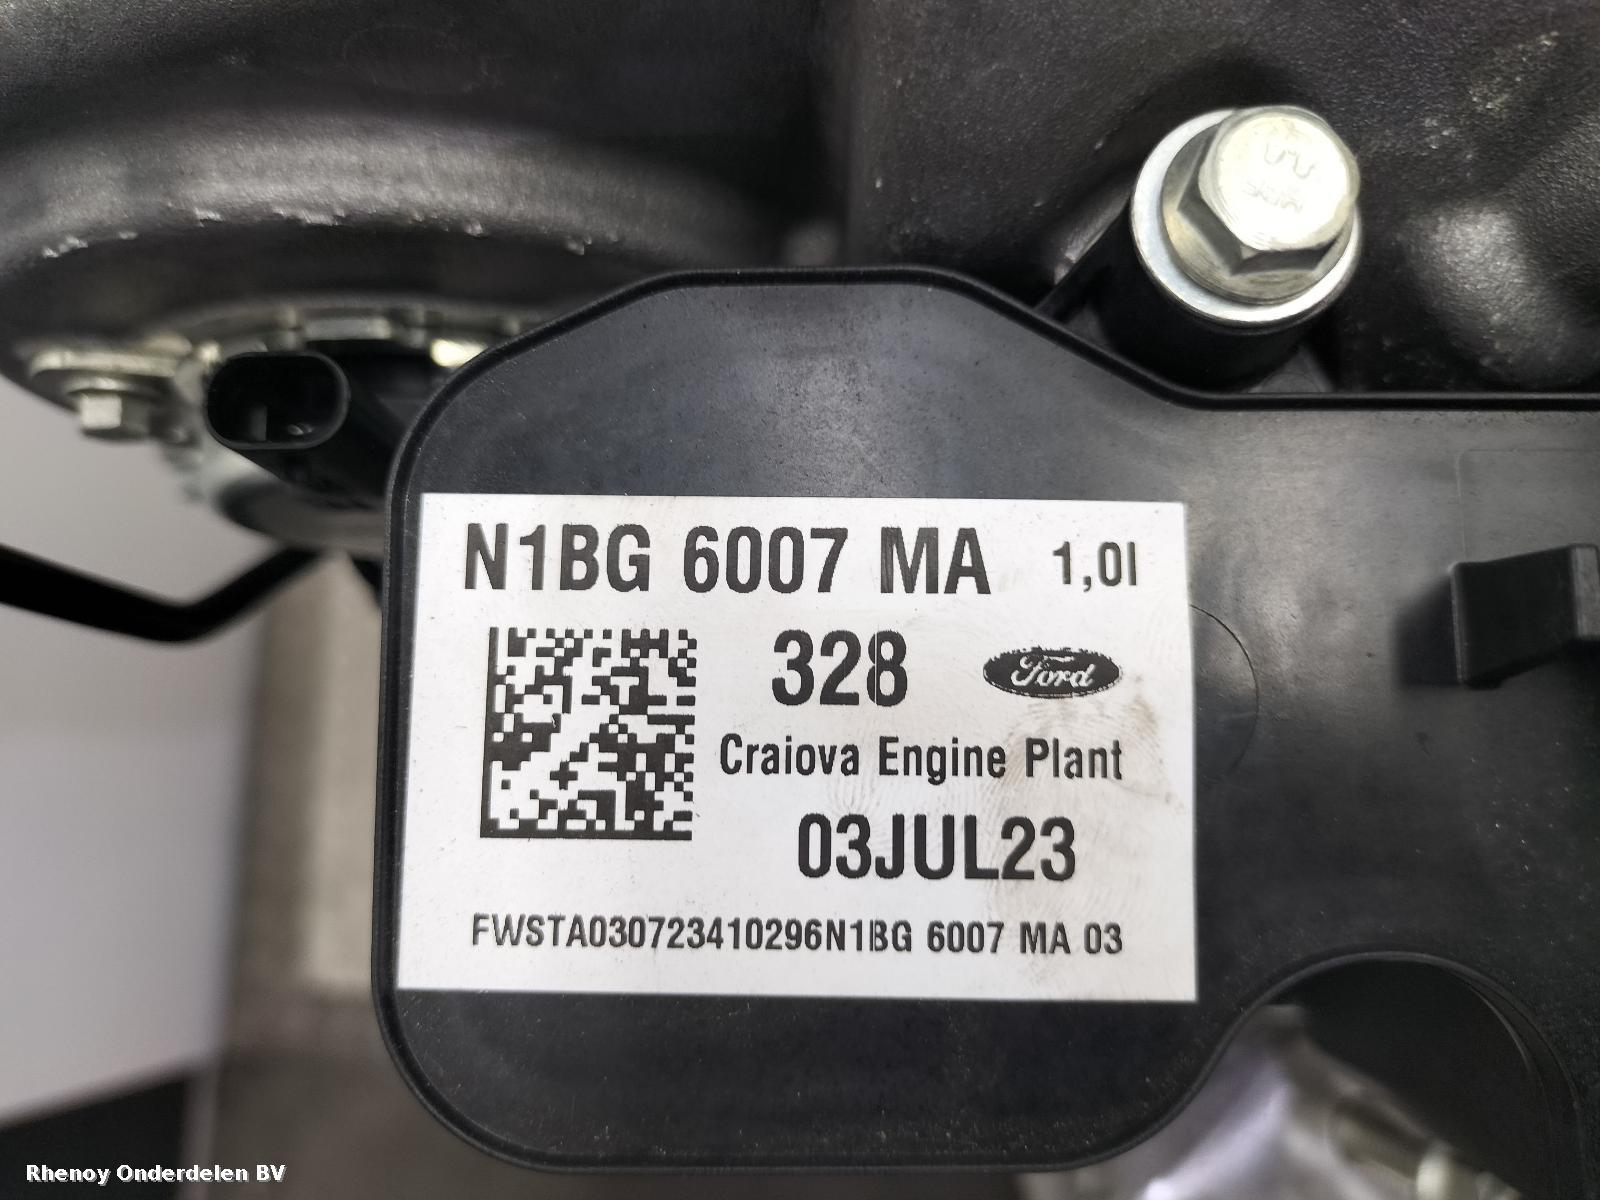 N1BG 6007 MA 1,0l
328
Ford
Craiova Engine Plant
03JUL23
FWSTA030723410296N1BG 6007 MA 03
Rhenoy Onderdelen BV